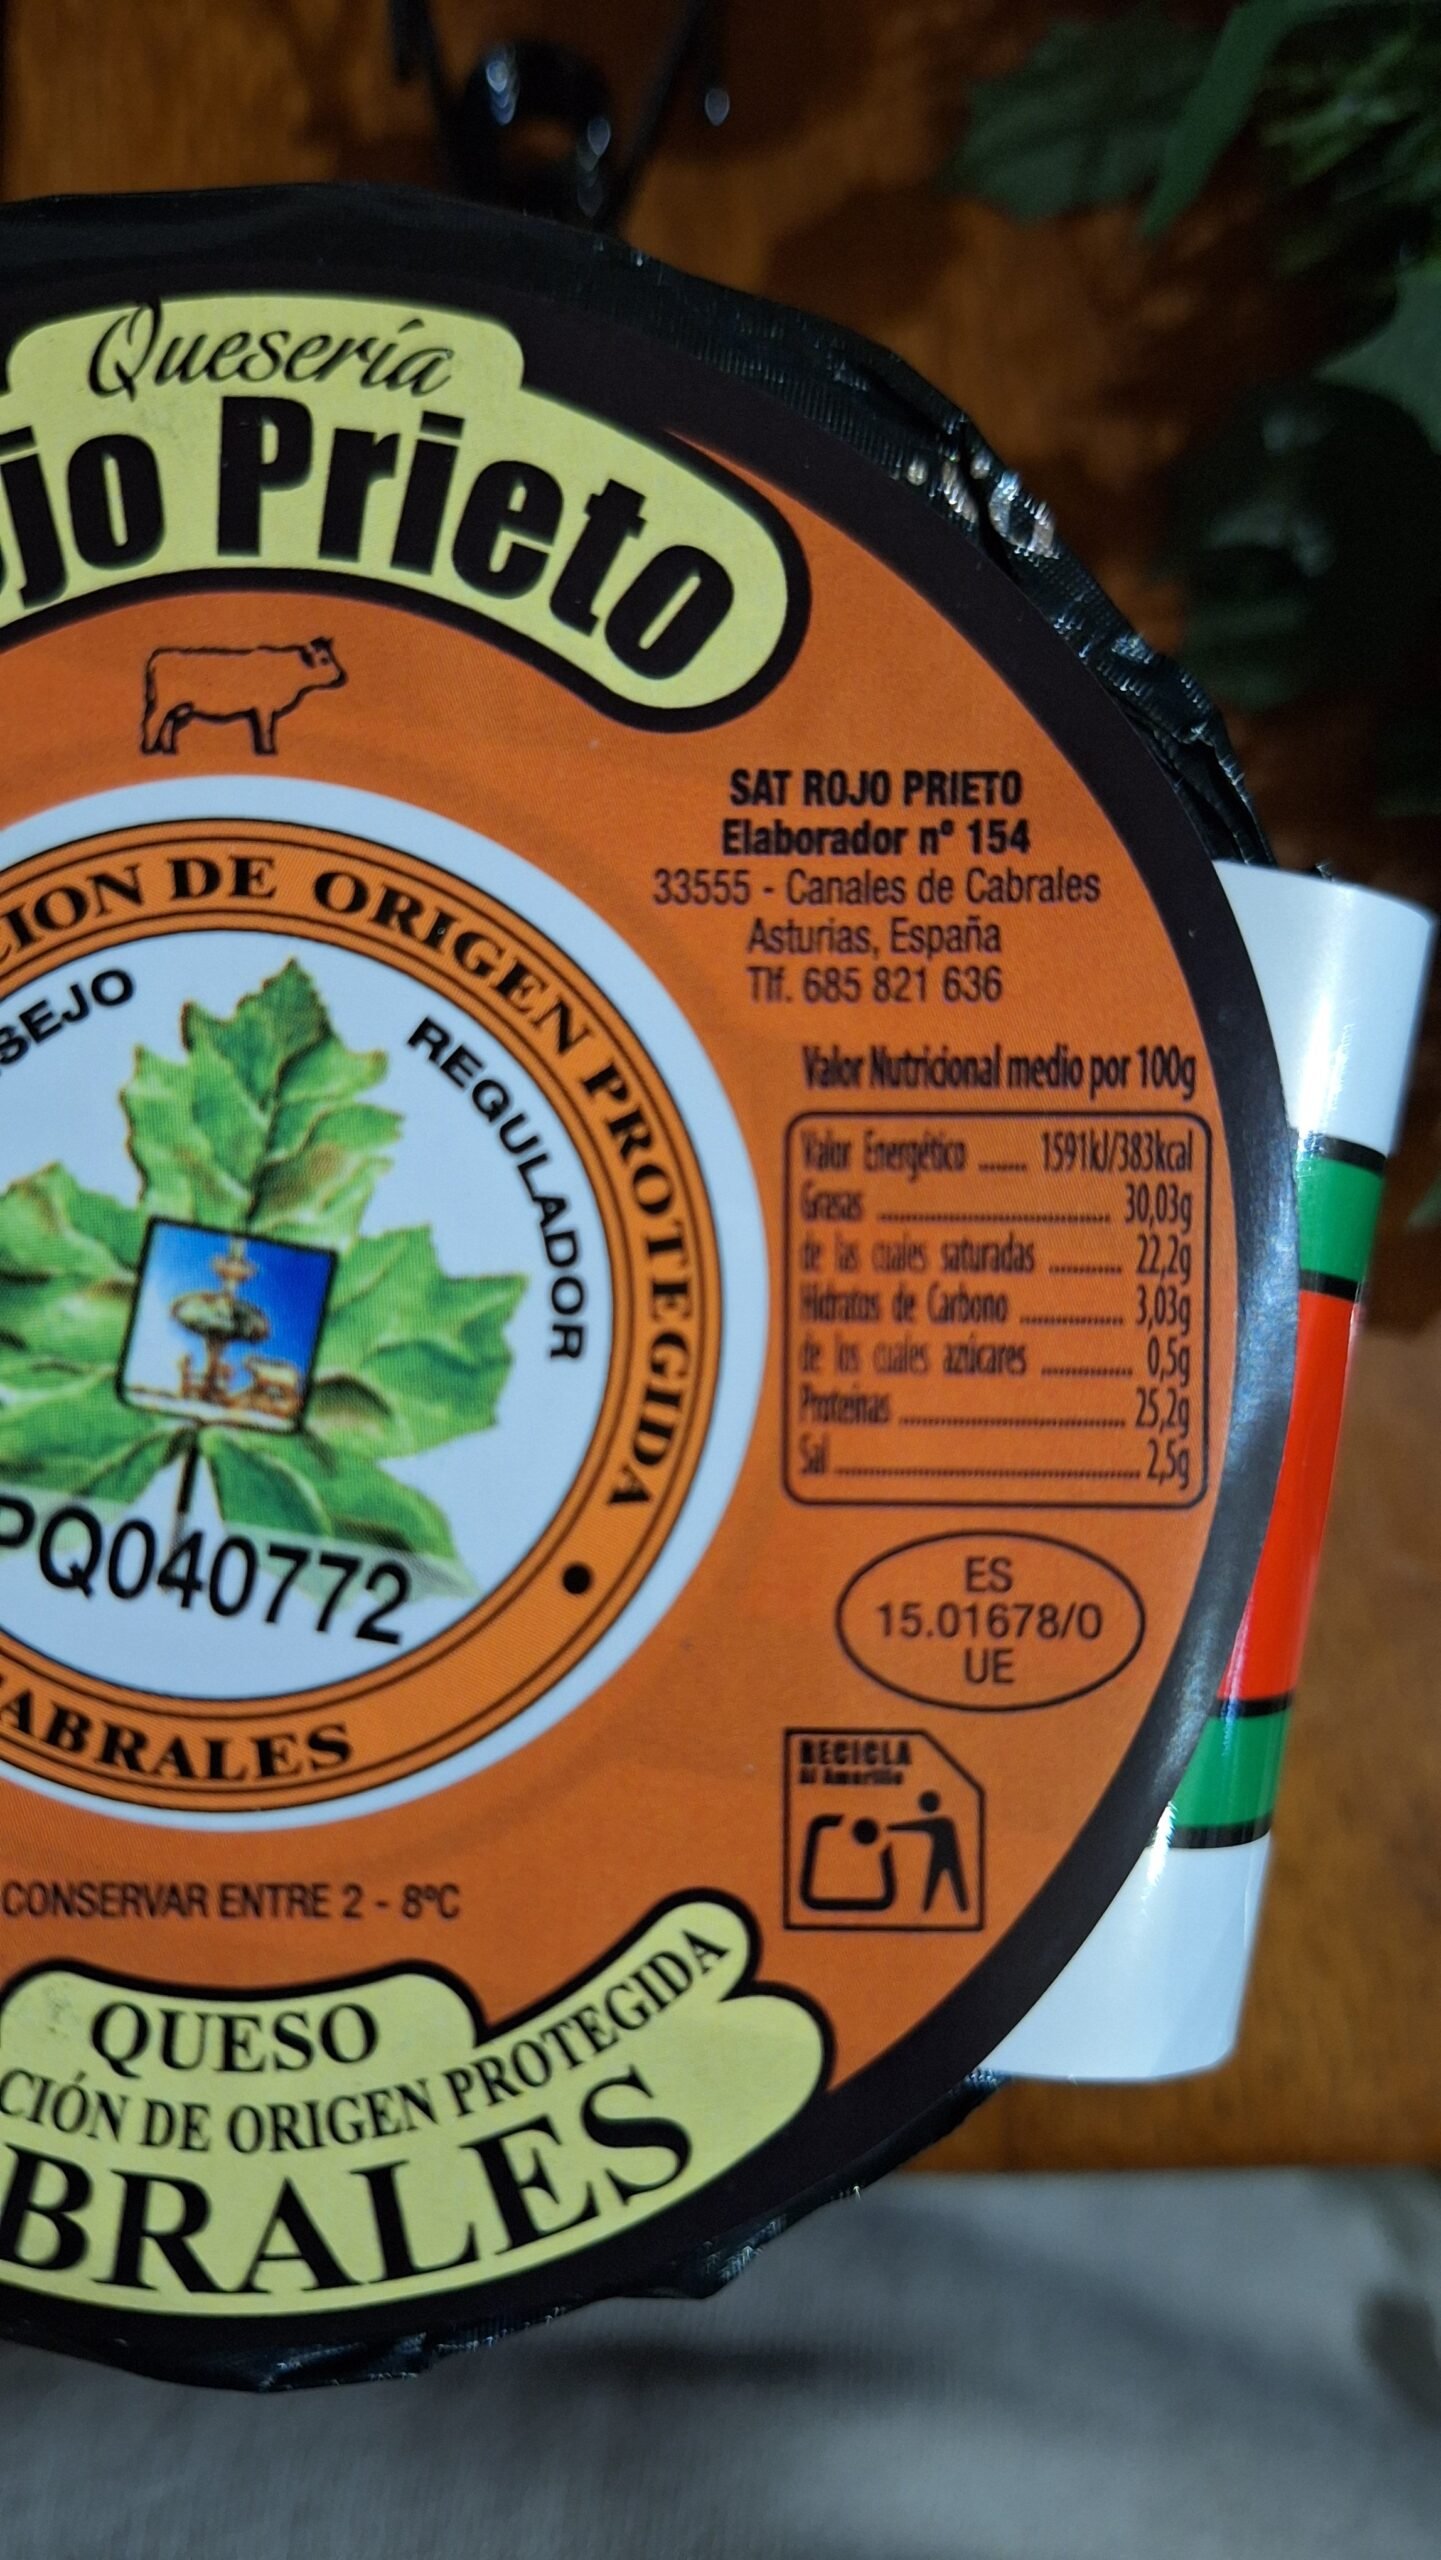 Quesería
ojo Prieto
SAT ROJO PRIETO
Elaborador nº 154
33555 - Canales de Cabrales
Asturias, España
Tlf. 685 821 636
CION DE ORIGEN PROTEGIDA •
SEJO
REGULADOR
PQ040772
ABRALES
Valor Nutricional medio por 100g
Valor Energético ....... 1591kJ/383kcal
Grasas ....... 30,03g
de las cuales saturadas ....... 22,2g
Hidratos de Carbono ....... 3,03g
de los cuales azúcares ....... 0,5g
Proteínas ....... 25,2g
Sal ....... 2,5g
ES
15.01678/O
UE
RECICLA
Al Amarillo
CONSERVAR ENTRE 2 - 8ºC
QUESO
CIÓN DE ORIGEN PROTEGIDA
BRALES